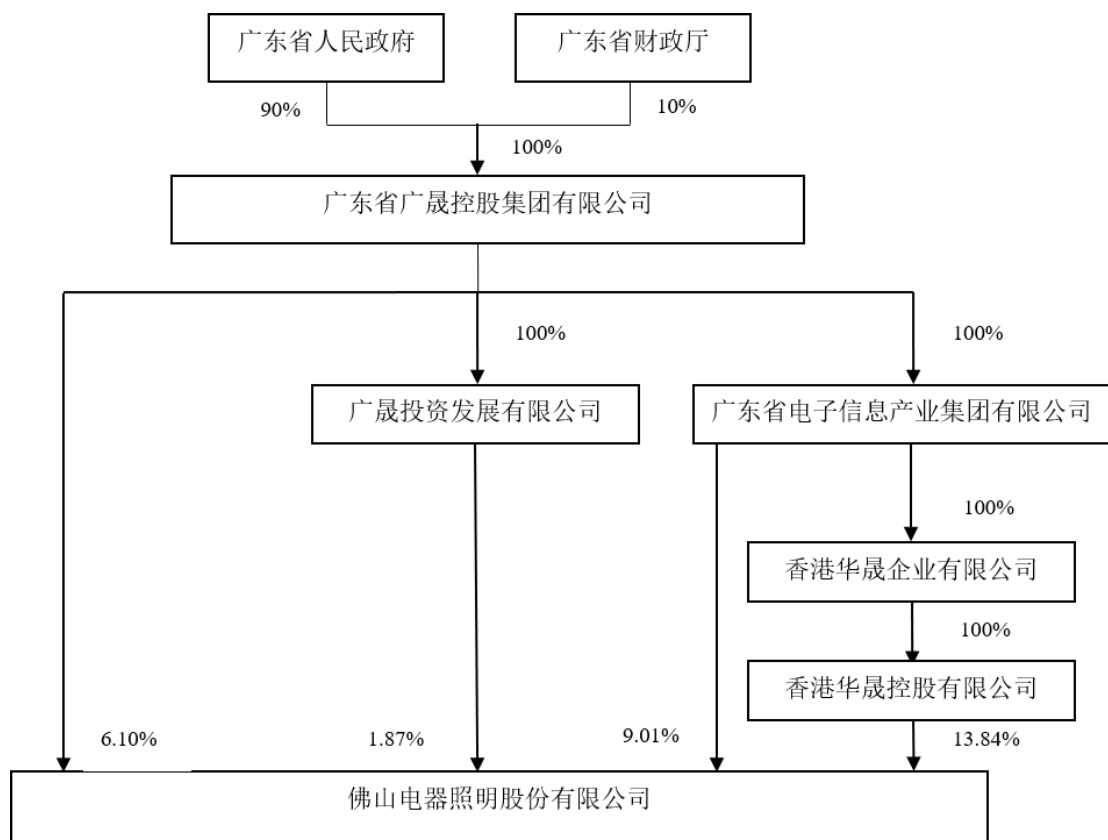 广东省人民政府
广东省财政厅
90%
10%
100%
广东省广晟控股集团有限公司
100%
100%
广晟投资发展有限公司
广东省电子信息产业集团有限公司
100%
香港华晟企业有限公司
100%
香港华晟控股有限公司
6.10%
1.87%
9.01%
13.84%
佛山电器照明股份有限公司